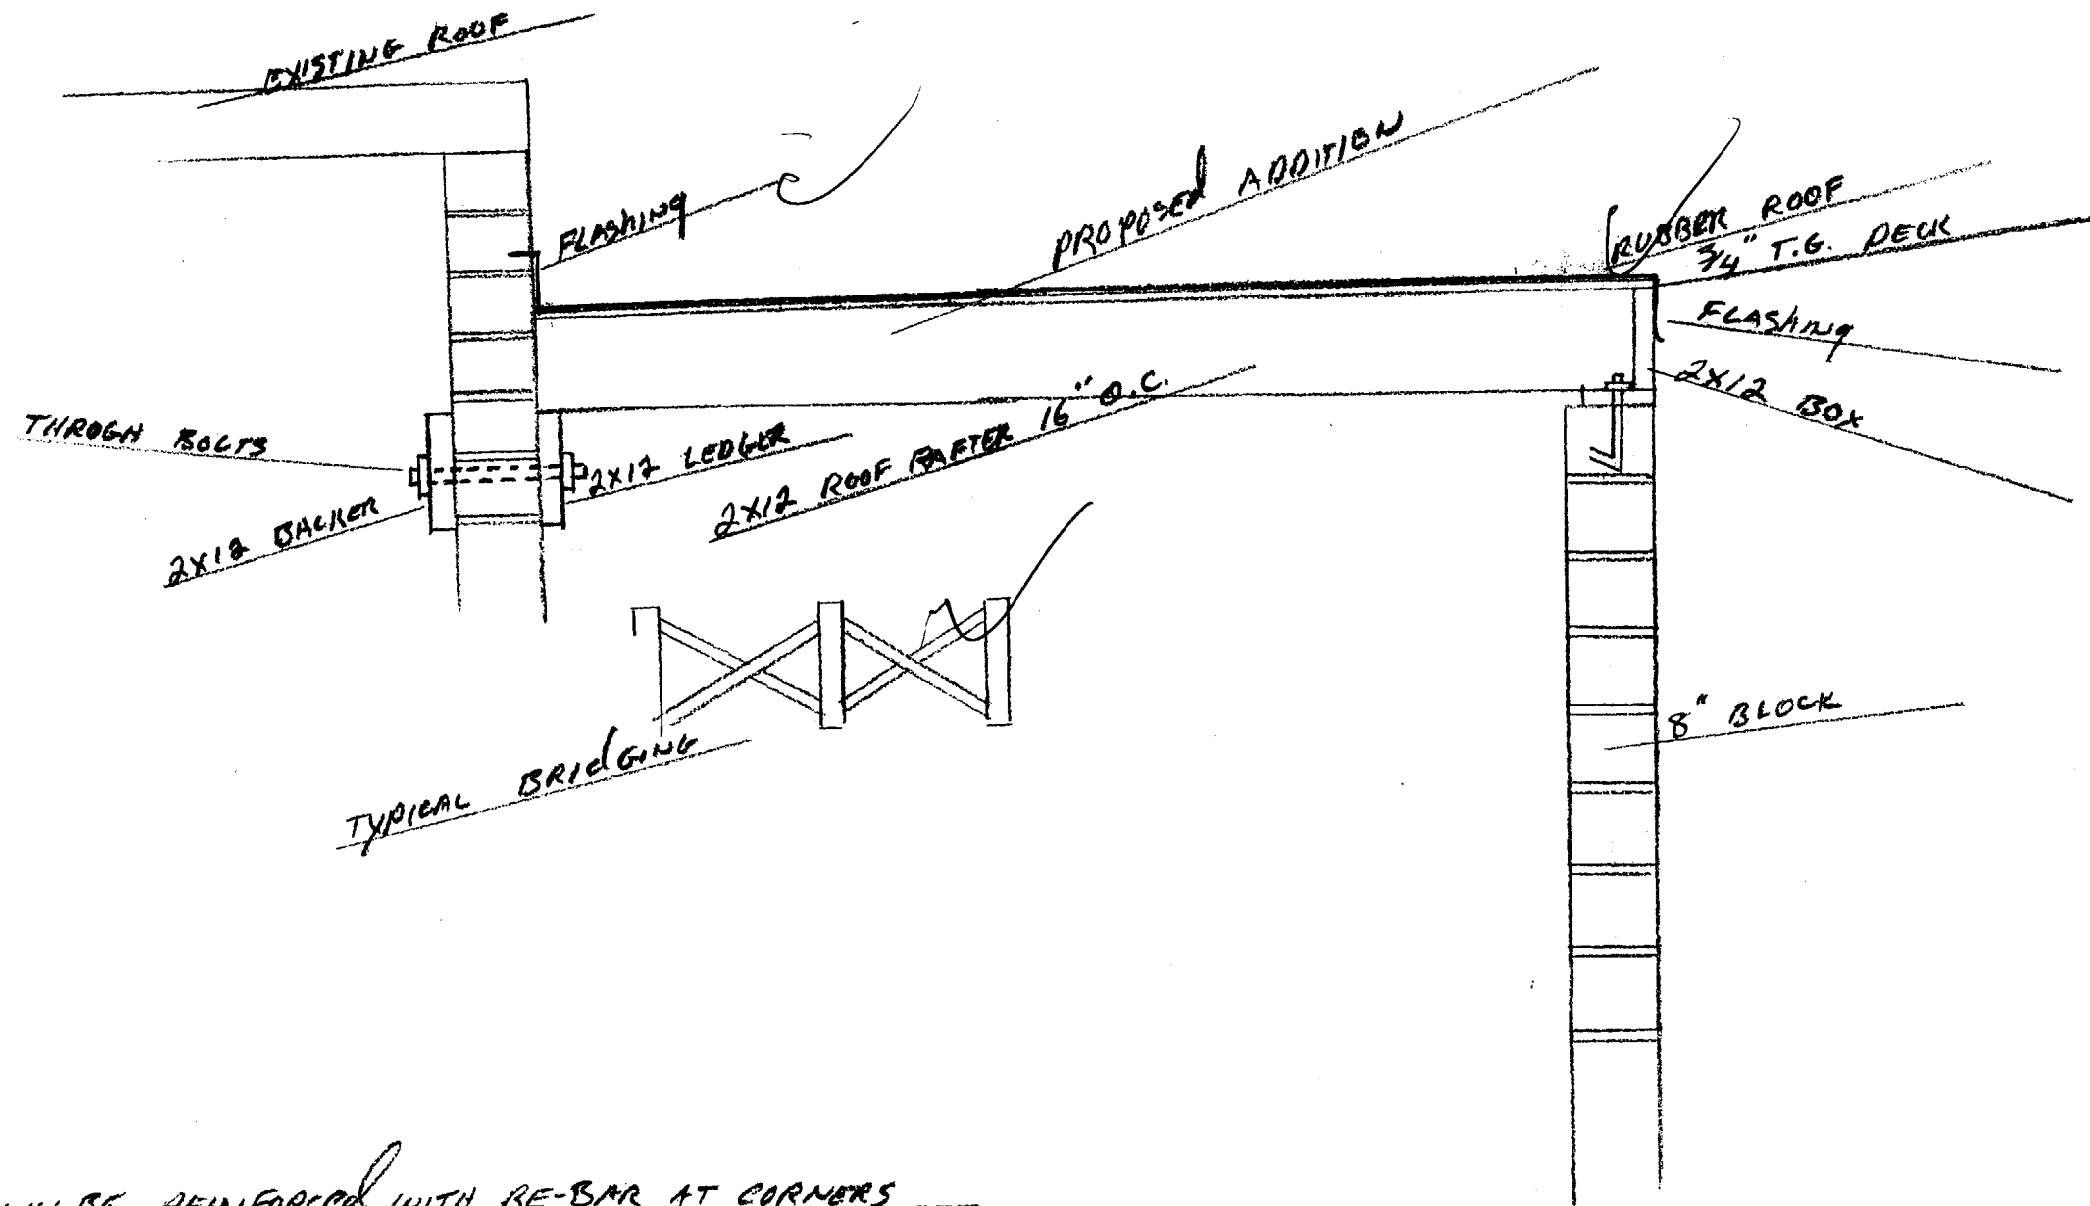 EXISTING ROOF
FLASHING
PROPOSED ADDITION
RUBBER ROOF
3/4" T.G. DECK
FLASHING
2X12 BOX
THROGH BOLTS
2X12 BACKER
2X12 LEDGER
2X12 ROOF RAFTER 16" O.C.
8" BLOCK
TYPICAL BRIDGING
BE REINFORCED WITH RE-BAR AT CORNERS